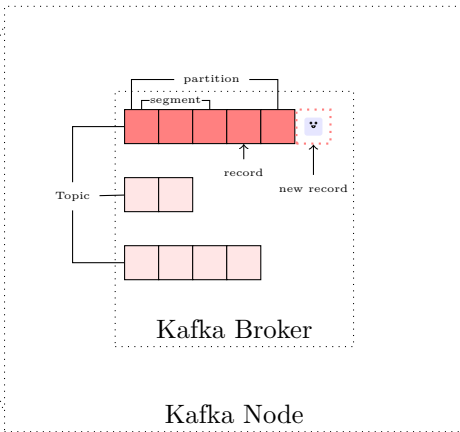 partition
segment
record
new record
Topic
Kafka Broker
Kafka Node